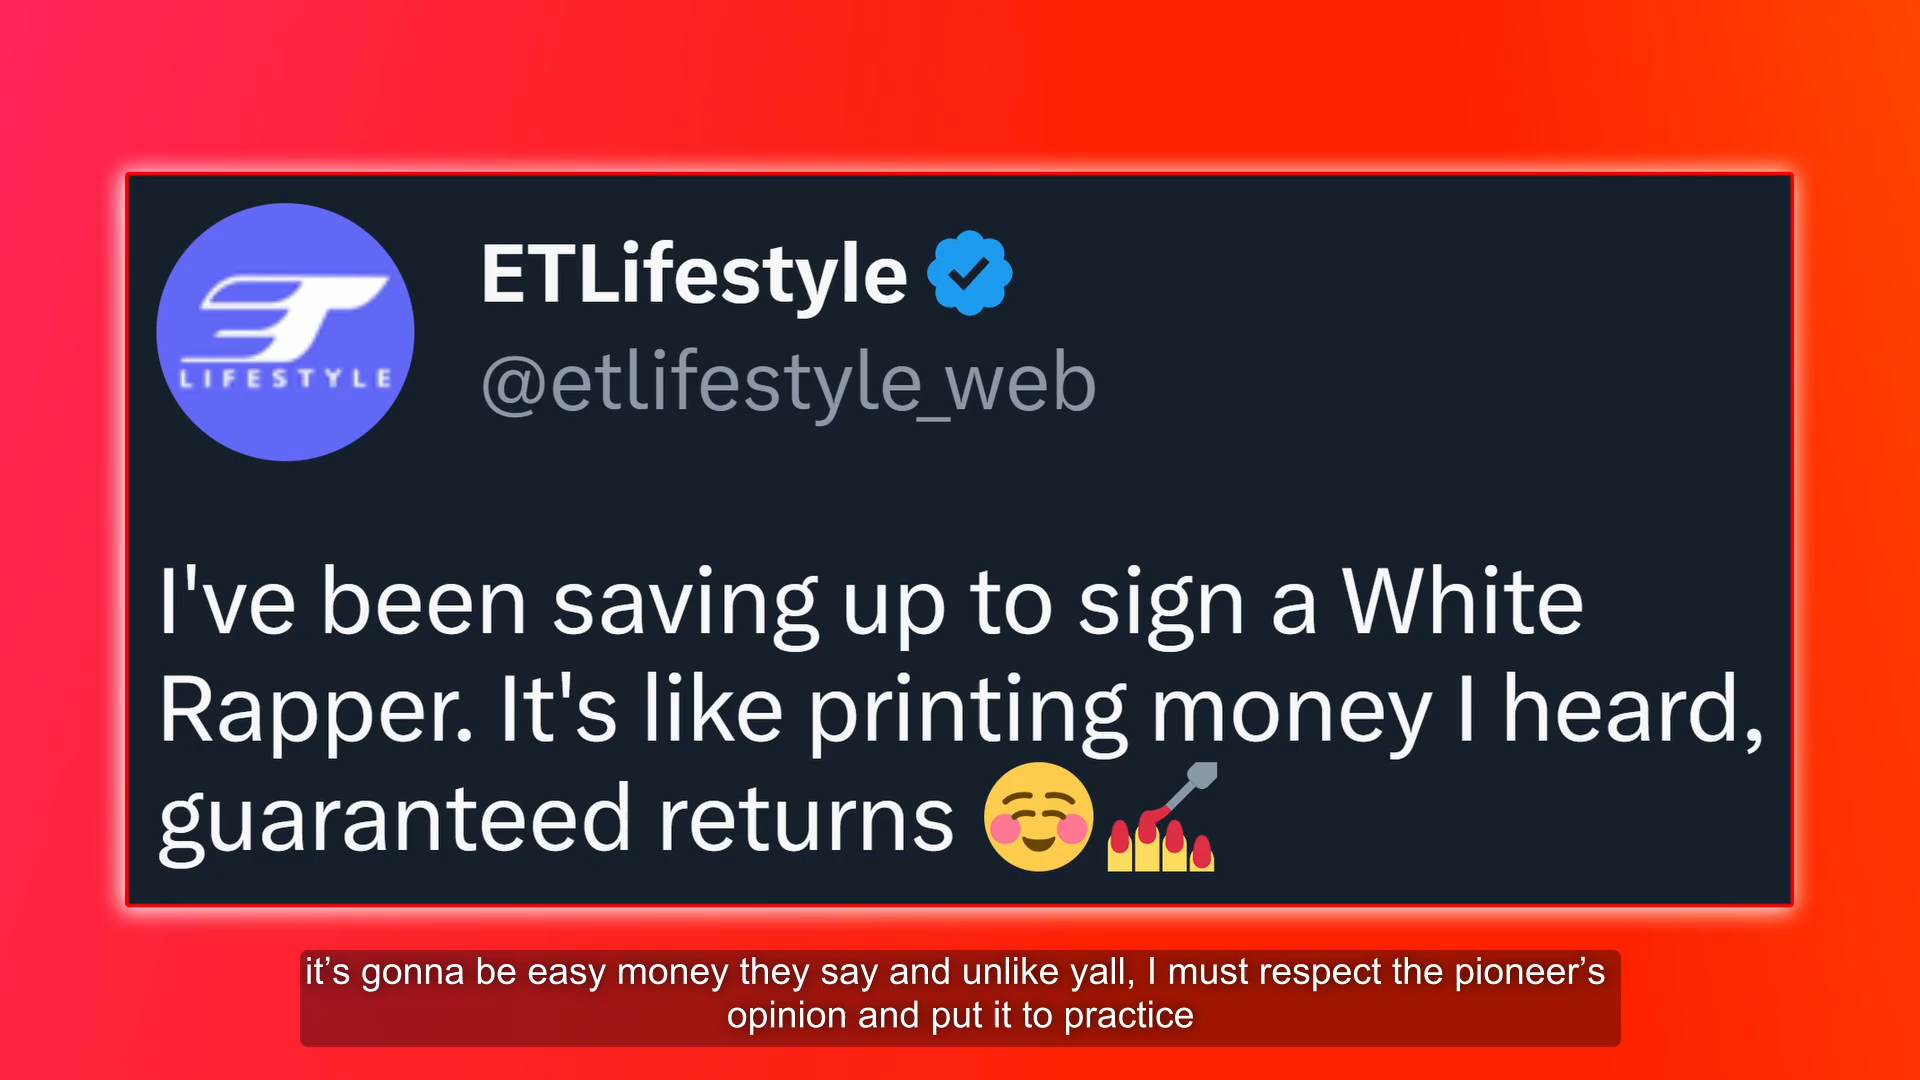 LIFESTYLE
ETLifestyle
@etlifestyle_web
I've been saving up to sign a White
Rapper. It's like printing money I heard,
guaranteed returns ☺️💅
it’s gonna be easy money they say and unlike yall, I must respect the pioneer’s
opinion and put it to practice